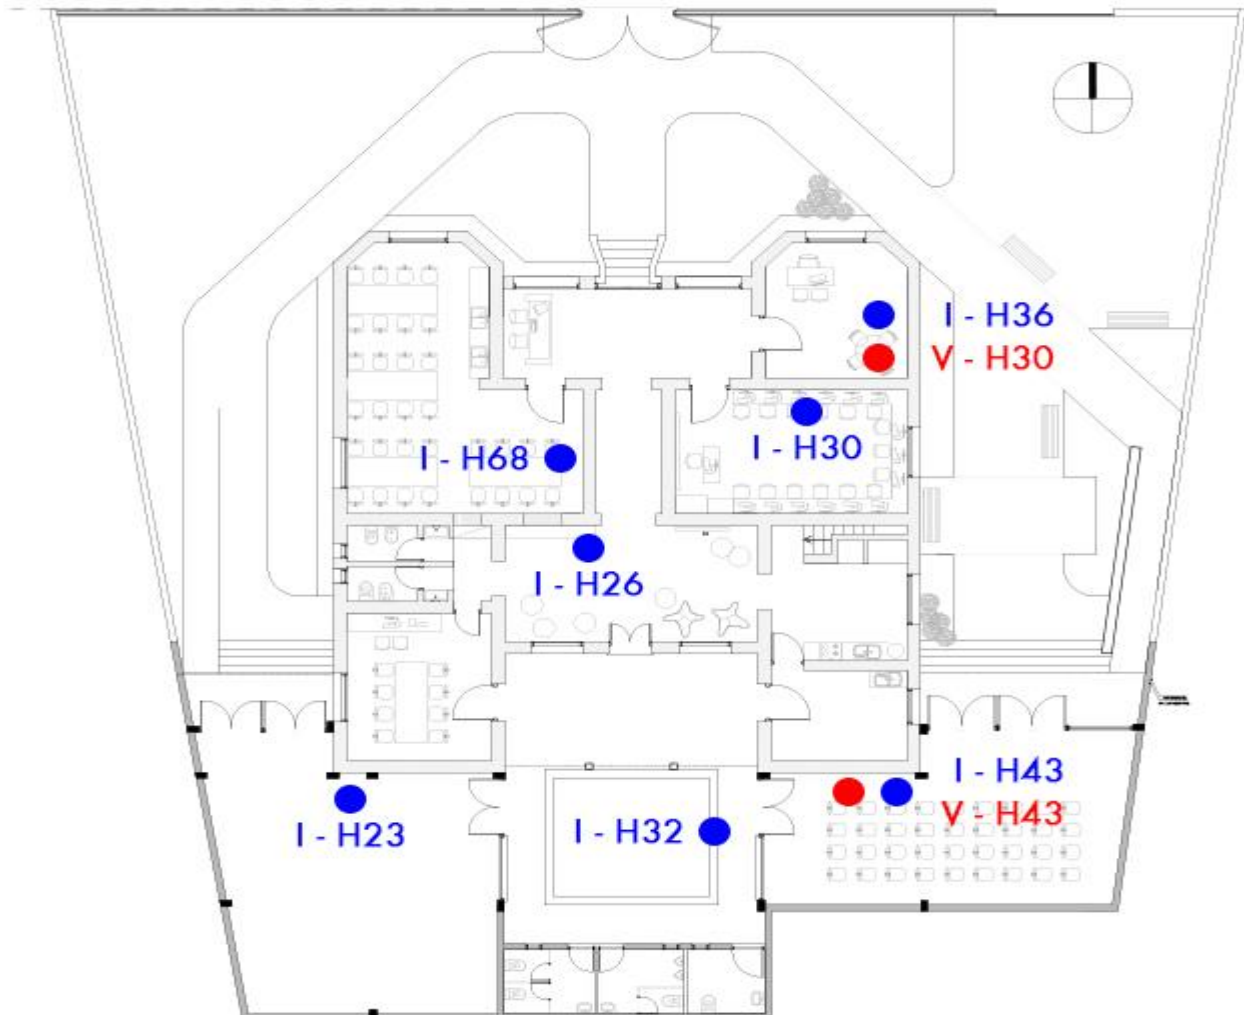 I - H36
V - H30
I - H30
I - H68
I - H26
I - H43
V - H43
I - H23
I - H32